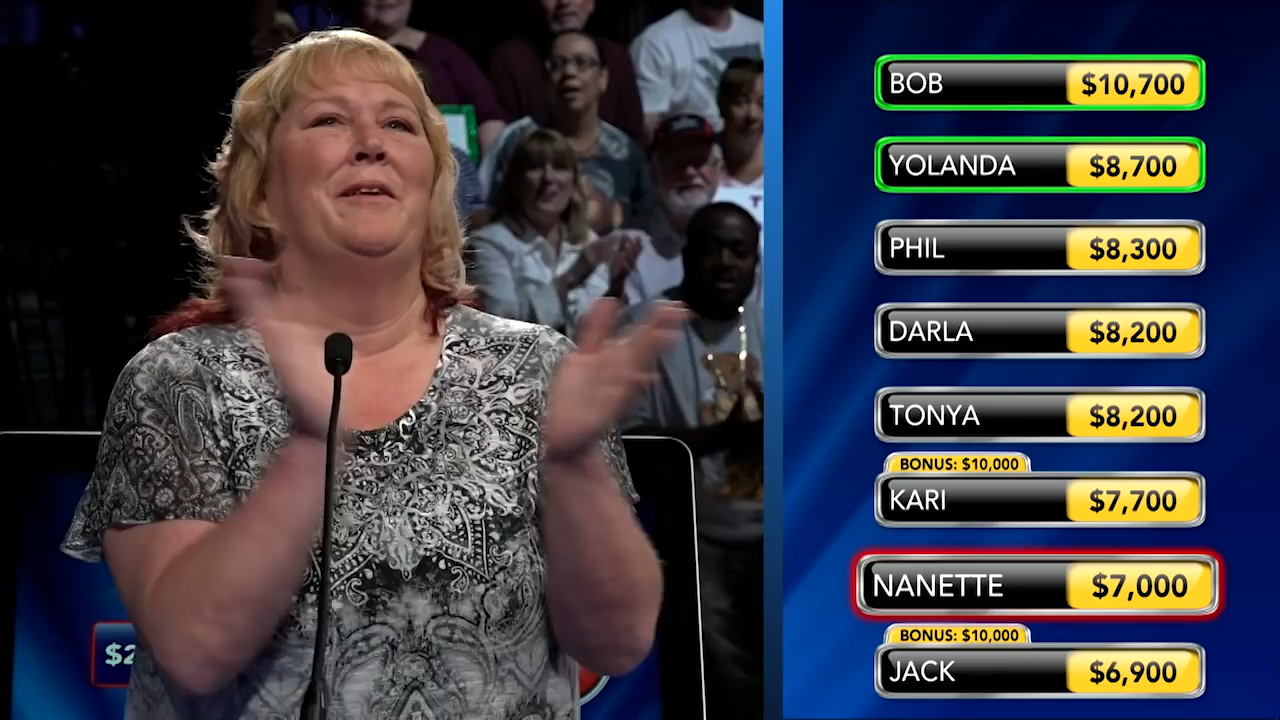 BOB $10,700
YOLANDA $8,700
PHIL $8,300
DARLA $8,200
TONYA $8,200
BONUS: $10,000
KARI $7,700
NANETTE $7,000
BONUS: $10,000
JACK $6,900